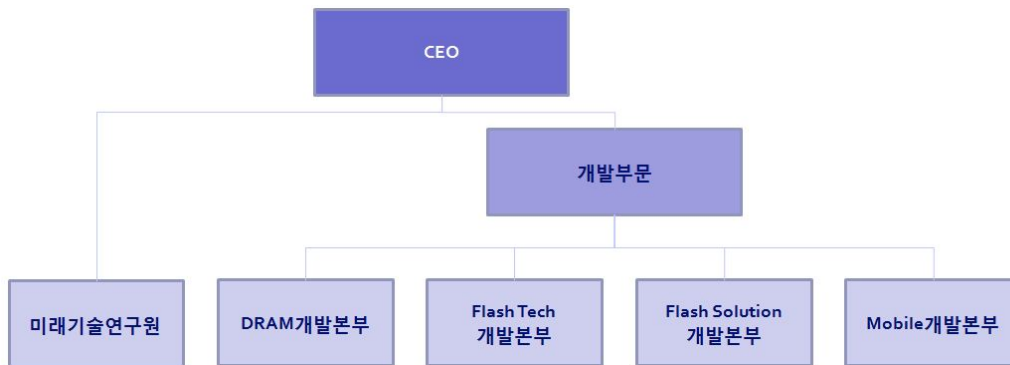 CEO
개발부문
미래기술연구원
DRAM개발본부
Flash Tech
개발본부
Flash Solution
개발본부
Mobile개발본부